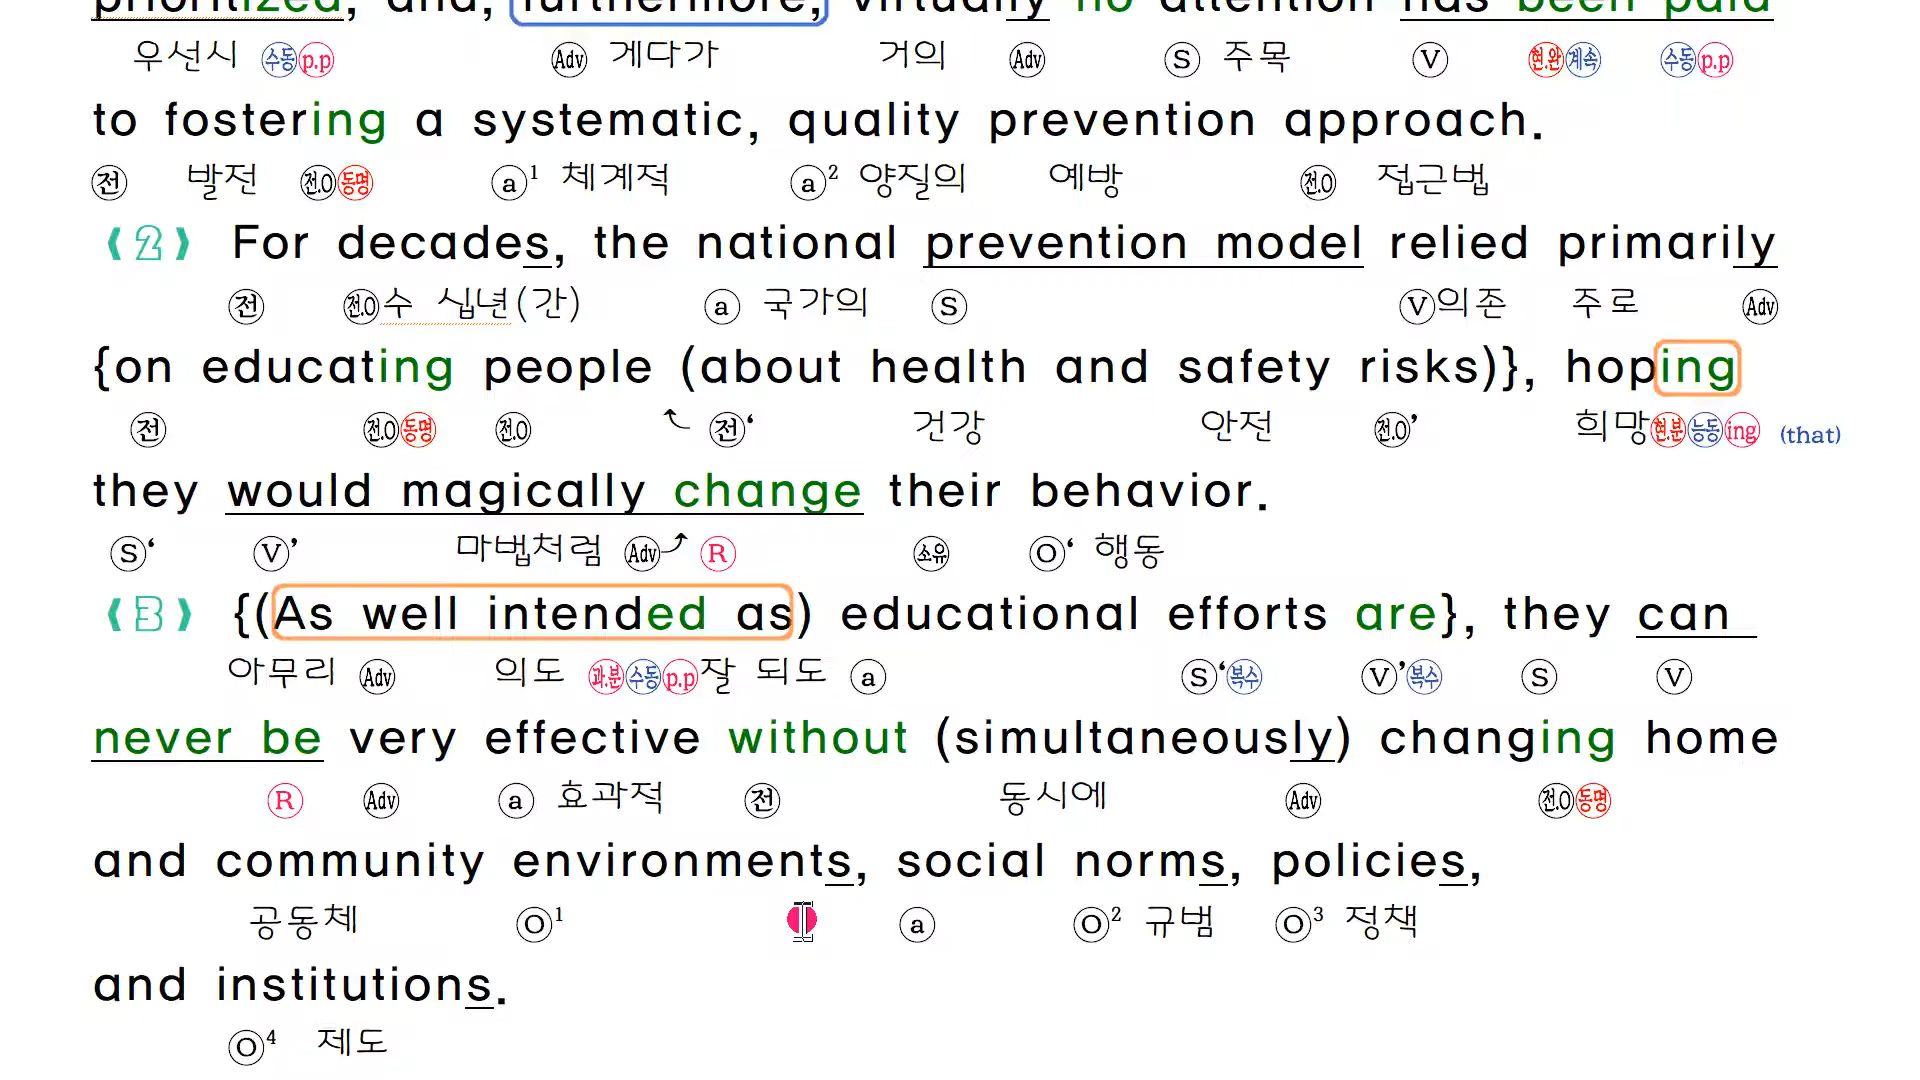 prioritized, and, furthermore, virtually no attention has been paid
우선시 수동 p.p Adv 게다가 거의 Adv S 주목 V 현.완 계속 수동 p.p
to fostering a systematic, quality prevention approach.
전 발전 전.O 동명 a¹ 체계적 a² 양질의 예방 전.O 접근법
❨2❩ For decades, the national prevention model relied primarily
전 전.O 수 십년(간) a 국가의 S V 의존 주로 Adv
{on educating people (about health and safety risks)}, hoping
전 전.O 동명 전.O 전‘ 건강 안전 전.O’ 희망 현.분 능동 ing (that)
they would magically change their behavior.
S‘ V’ 마법처럼 Adv R 소유 O‘ 행동
❨3❩ {(As well intended as) educational efforts are}, they can
아무리 Adv 의도 과.분 수동 p.p 잘 되도 a S‘ 복수 V’ 복수 S V
never be very effective without (simultaneously) changing home
R Adv a 효과적 전 동시에 Adv 전.O 동명
and community environments, social norms, policies,
공동체 O¹ a O² 규범 O³ 정책
and institutions.
O⁴ 제도